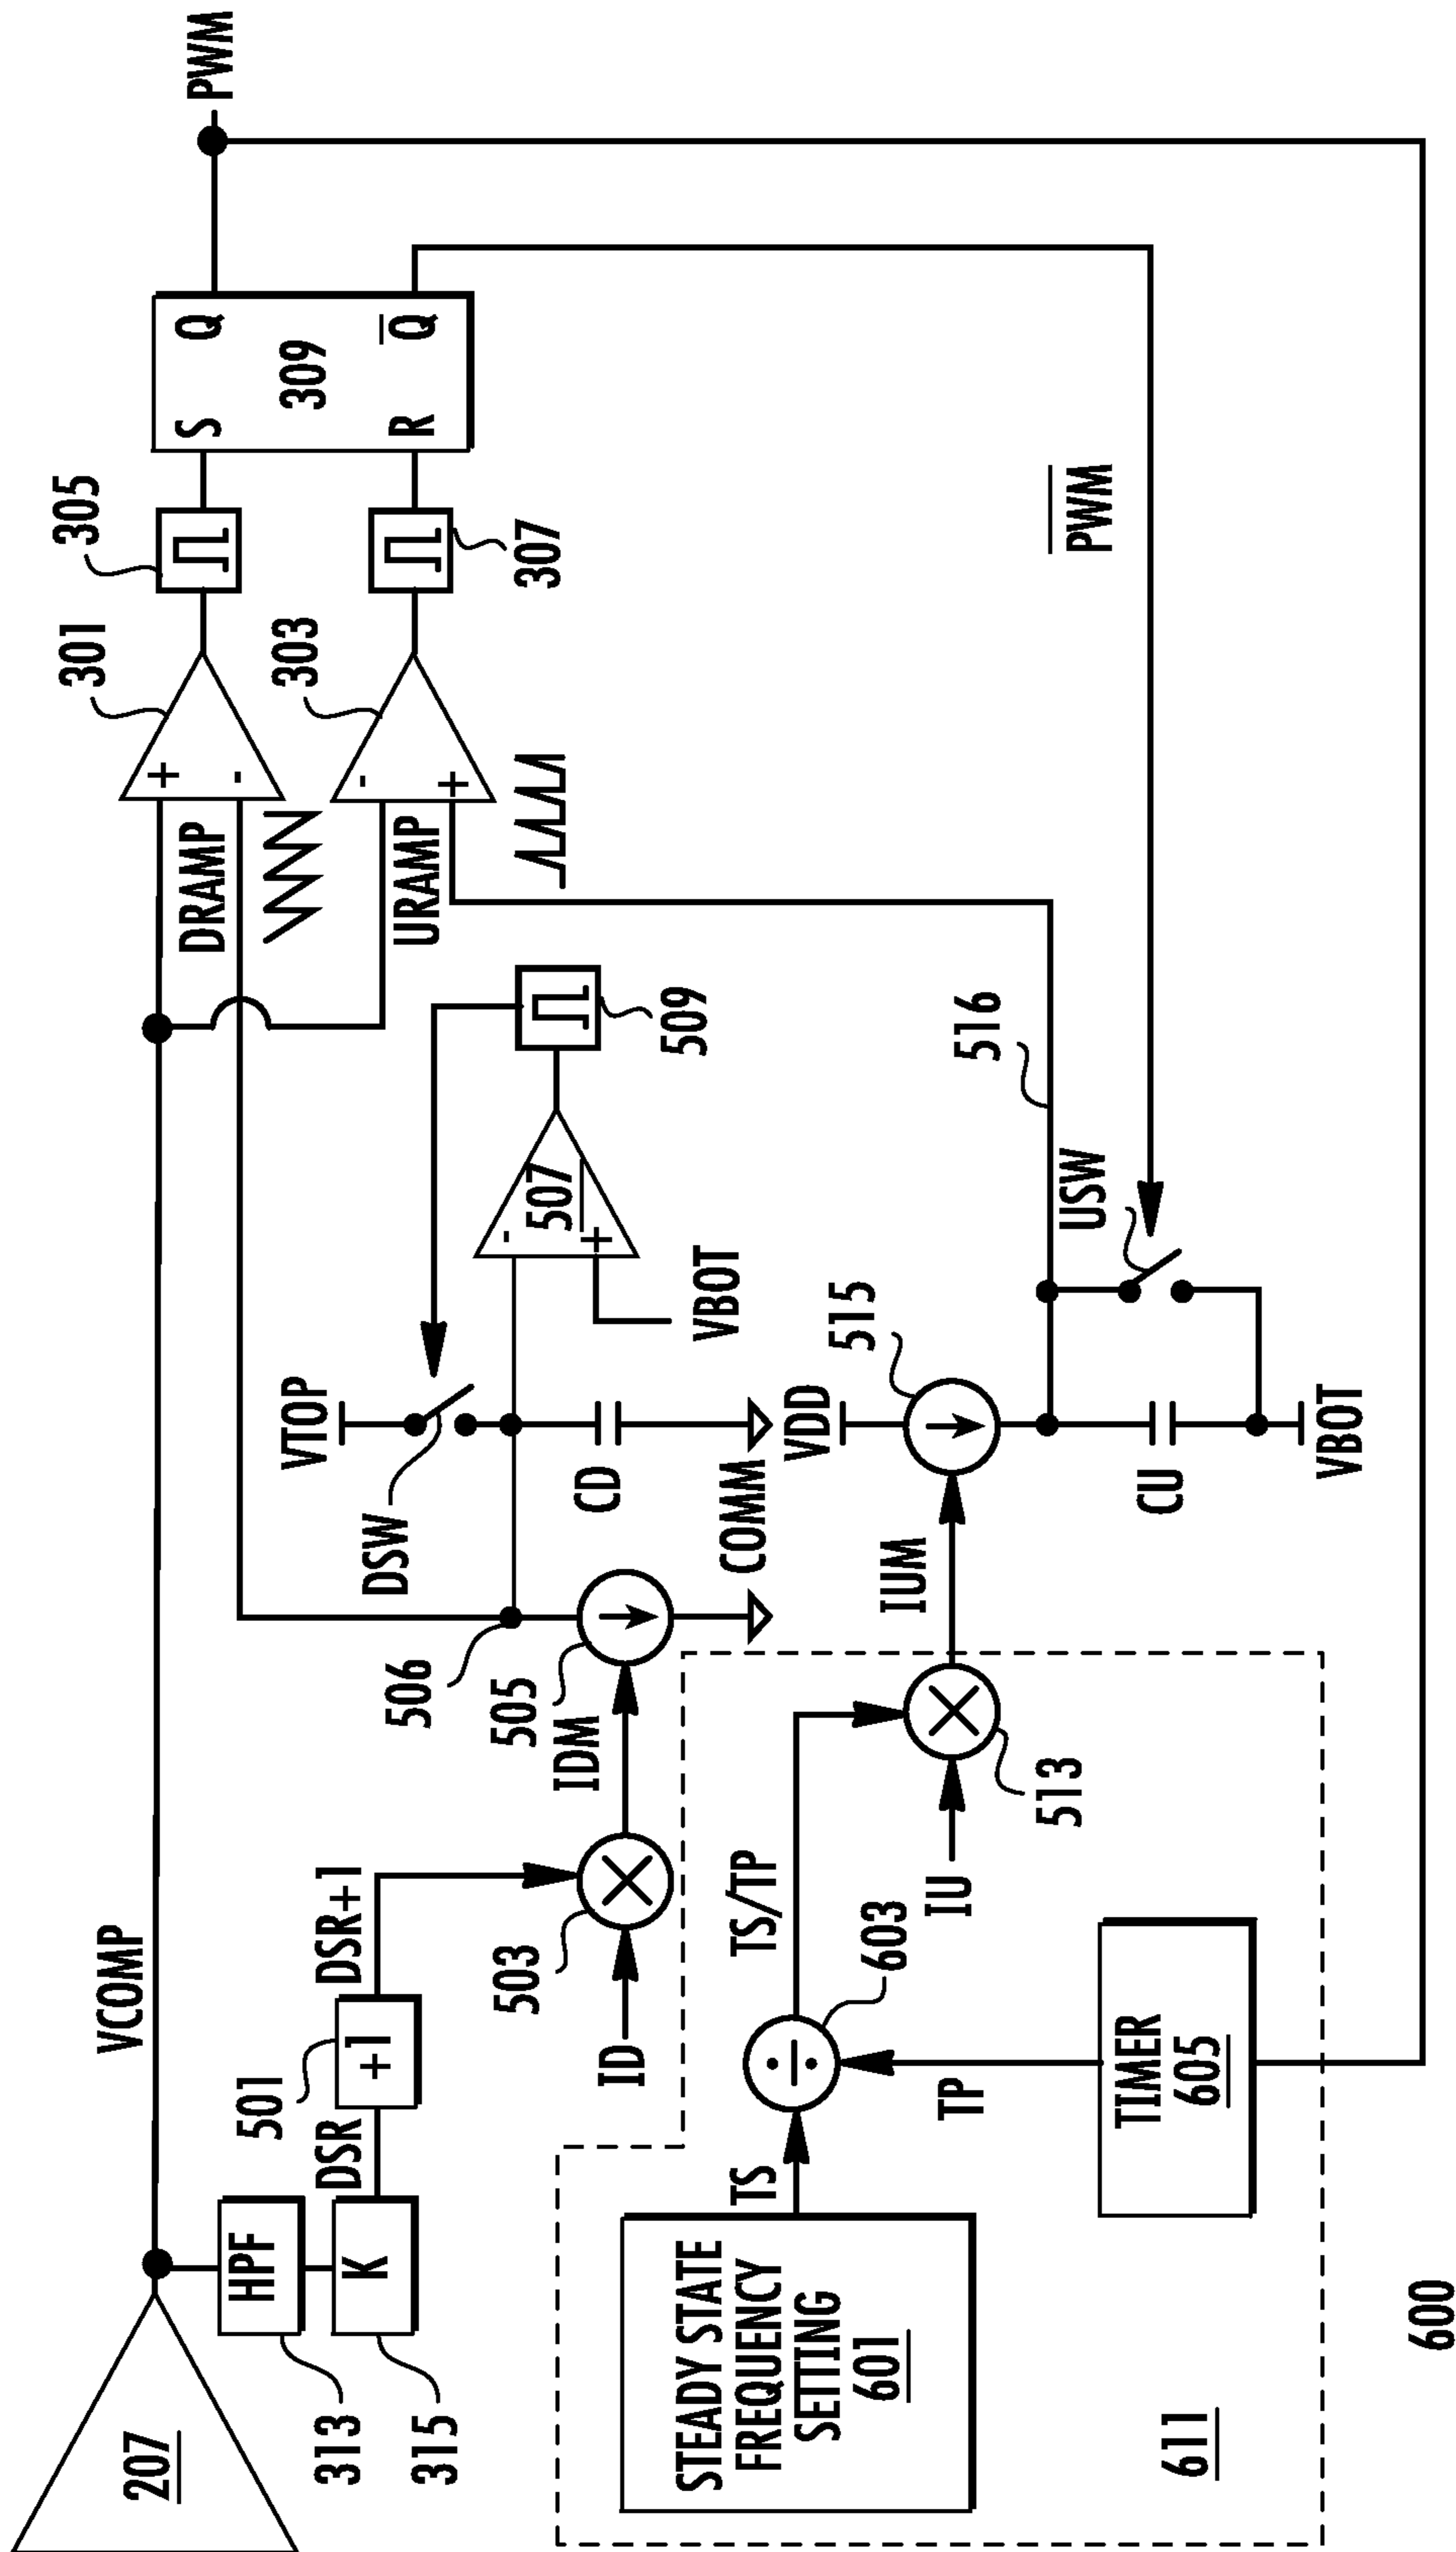 207
VCOMP
HPF
313
K
315
DSR
501
+1
DSR+1
ID
503
IDM
505
506
DSW
VTOP
CD
COMM
507
-
+
VBOT
509
DRAMP
URAMP
301
+
-
303
-
+
305
307
S
Q
309
R
Q
PWM
PWM
STEADY STATE
FREQUENCY
SETTING
601
TS
603
TS/TP
TP
TIMER
605
IU
513
IUM
515
VDD
CU
VBOT
USW
516
611
600